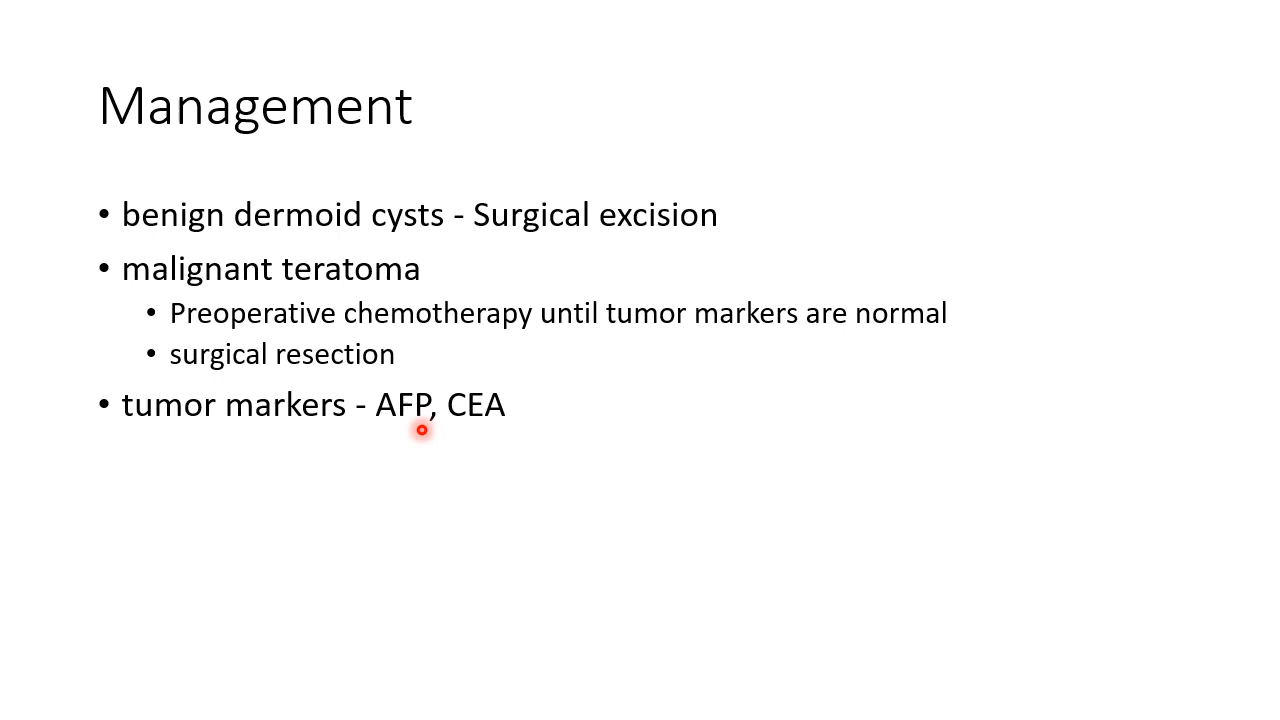 Management
• benign dermoid cysts - Surgical excision
• malignant teratoma
• Preoperative chemotherapy until tumor markers are normal
• surgical resection
• tumor markers - AFP, CEA